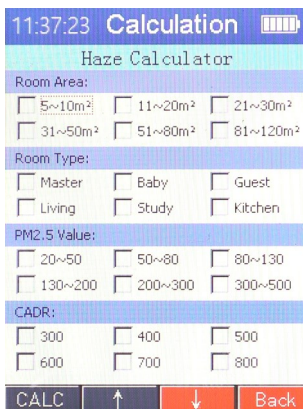 11:37:23 Calculation
Haze Calculator
Room Area:
5~10m² 11~20m² 21~30m²
31~50m² 51~80m² 81~120m²
Room Type:
Master Baby Guest
Living Study Kitchen
PM2.5 Value:
20~50 50~80 80~130
130~200 200~300 300~500
CADR:
300 400 500
600 700 800
CALC ↑ ↓ Back